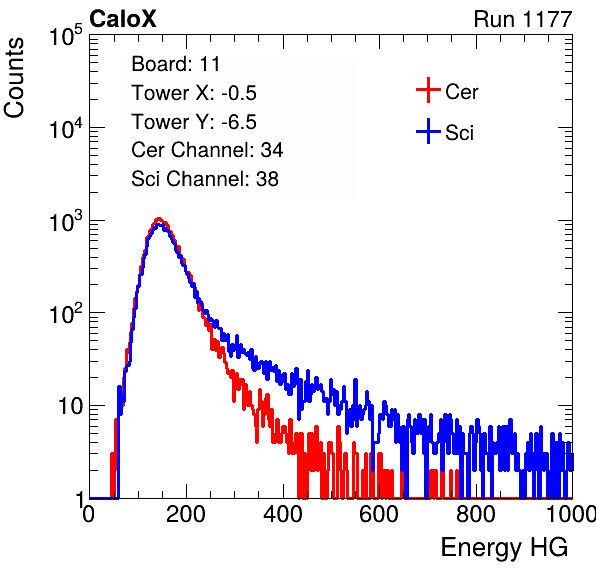 CaloX Run 1177
Counts
10^5
10^4
10^3
10^2
10
1
Board: 11
Tower X: -0.5
Tower Y: -6.5
Cer Channel: 34
Sci Channel: 38
Cer
Sci
0 200 400 600 800 1000
Energy HG